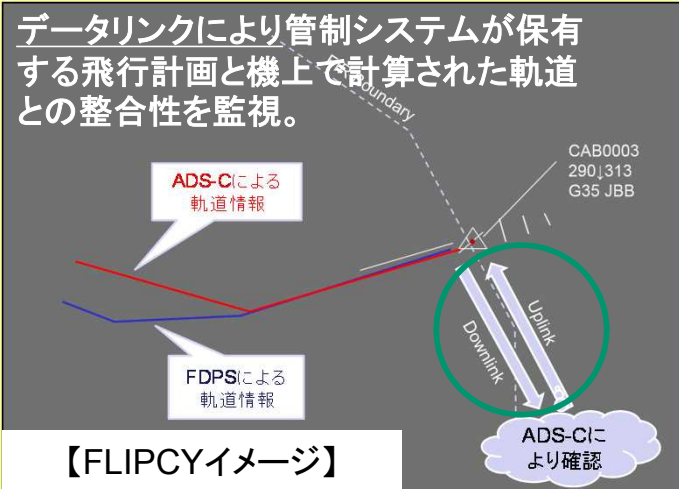 データリンクにより管制システムが保有
する飛行計画と機上で計算された軌道
との整合性を監視。
Boundary
CAB0003
290↓313
G35 JBB
ADS-Cによる
軌道情報
Uplink
Downlink
FDPSによる
軌道情報
ADS-Cに
より確認
【FLIPCYイメージ】